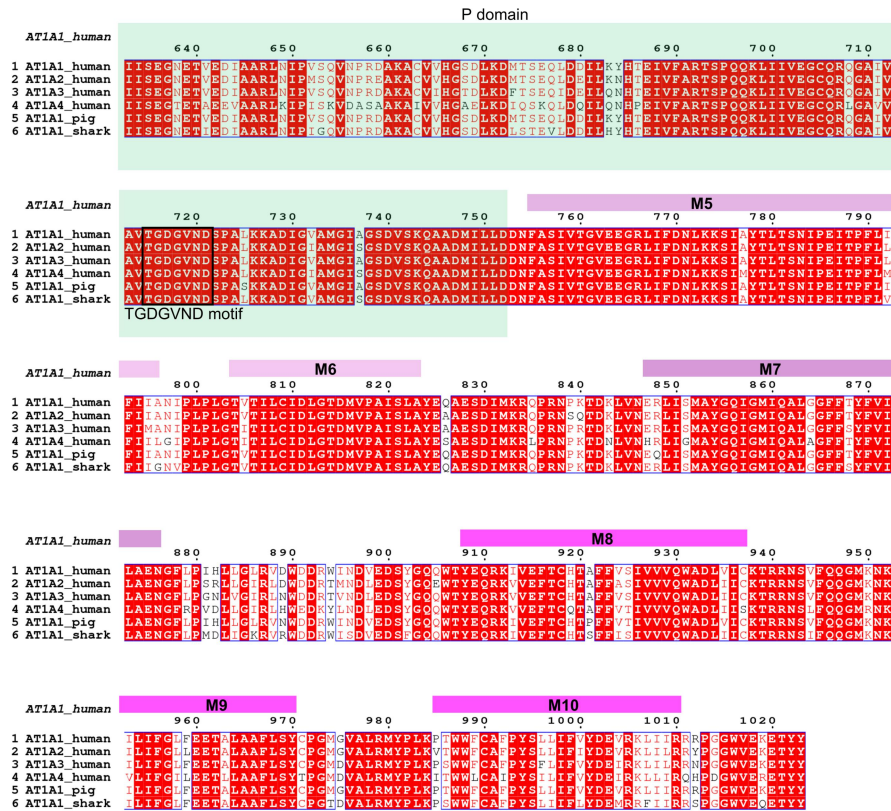 P domain
AT1A1_human
640 650 660 670 680 690 700 710
1 AT1A1_human IISEGNETVEDIAARLNIPVSQVNPRDAKACVVHGSDLKDMTSEQLDDILKYHTEIVFARTSPQQKLIIVEGCQRQGAIV
2 AT1A2_human IISEGNETVEDIAARLNIPMSQVNPREAKACVVHGSDLKDMTSEQLDEILKNHTEIVFARTSPQQKLIIVEGCQRQGAIV
3 AT1A3_human IISEGNETVEDIAARLNIPVSQVNPRDAKACVIHGTDLKDFTSEQIDEILQNHTEIVFARTSPQQKLIIVEGCQRQGAIV
4 AT1A4_human IISEGTETAEEVAARLKIPISKVDASAAKAIVVHGAELKDIQSKQLDQILQNHPEIVFARTSPQQKLIIVEGCQRLGAVV
5 AT1A1_pig IISEGNETVEDIAARLNIPVSQVNPRDAKACVVHGSDLKDMTSEQLDDILKYHTEIVFARTSPQQKLIIVEGCQRQGAIV
6 AT1A1_shark IISEGNETVEDIAARLNIPVSQVNPRDAKACVVHGSDLKDLSTEVLDDILHYHTEIVFARTSPQQKLIIVEGCQRQGAIV
AT1A1_human M5
720 730 740 750 760 770 780 790
1 AT1A1_human AVTGDGVNDSPALKKADIGVAMGIAGSDVSKQAADMILLDDNFASIVTGVEEGRLIFDNLKKSIAYTLTSNIPEITPFLI
2 AT1A2_human AVTGDGVNDSPALKKADIGIAMGISGSDVSKQAADMILLDDNFASIVTGVEEGRLIFDNLKKSIAYTLTSNIPEITPFLL
3 AT1A3_human AVTGDGVNDSPALKKADIGVAMGIAGSDVSKQAADMILLDDNFASIVTGVEEGRLIFDNLKKSIAYTLTSNIPEITPFLL
4 AT1A4_human AVTGDGVNDSPALKKADIGIAMGISGSDVSKQAADMILLDDNFASIVTGVEEGRLIFDNLKKSIMYTLTSNIPEITPFLM
5 AT1A1_pig AVTGDGVNDSPASKKADIGVAMGIAGSDVSKQAADMILLDDNFASIVTGVEEGRLIFDNLKKSIAYTLTSNIPEITPFLI
6 AT1A1_shark AVTGDGVNDSPALKKADIGVAMGISGSDVSKQAADMILLDDNFASIVTGVEEGRLIFDNLKKSIAYTLTSNIPEITPFLV
TGDGVND motif
AT1A1_human M6 M7
800 810 820 830 840 850 860 870
1 AT1A1_human FIIANIPLPLGTVTILCIDLGTDMVPAISLAYEQAESDIMKRQPRNPKTDKLVNERLISMAYGQIGMIQALGGFFTYFVI
2 AT1A2_human FIIANIPLPLGTVTILCIDLGTDMVPAISLAYEAAESDIMKRQPRNSQTDKLVNERLISMAYGQIGMIQALGGFFTYFVI
3 AT1A3_human FIMANIPLPLGTITILCIDLGTDMVPAISLAYEAAESDIMKRQPRNPRTDKLVNERLISMAYGQIGMIQALGGFFSYFVI
4 AT1A4_human FIILGIPLPLGTITILCIDLGTDMVPAISLAYESAESDIMKRLPRNPKTDNLVNHRLIGMAYGQIGMIQALAGFFTYFVI
5 AT1A1_pig FIIANIPLPLGTVTILCIDLGTDMVPAISLAYEQAESDIMKRQPRNPKTDKLVNEQLISMAYGQIGMIQALGGFFTYFVI
6 AT1A1_shark FIIGNVPLPLGTVTILCIDLGTDMVPAISLAYEQAESDIMKRQPRNPKTDKLVNERLISMAYGQIGMIQALGGFFSYFVI
AT1A1_human M8
880 890 900 910 920 930 940 950
1 AT1A1_human LAENGFLPIHLLGLRVDWDDRWINDVEDSYGQQWTYEQRKIVEFTCHTAFFVSIVVVQWADLVICKTRRNSVFQQGMKNK
2 AT1A2_human LAENGFLPSRLLGIRLDWDDRTMNDLEDSYGQEWTYEQRKVVEFTCHTAFFASIVVVQWADLIICKTRRNSVFQQGMKNK
3 AT1A3_human LAENGFLPGNLVGIRLNWDDRTVNDLEDSYGQQWTYEQRKVVEFTCHTAFFVSIVVVQWADLIICKTRRNSVFQQGMKNK
4 AT1A4_human LAENGFRPVDLLGIRLHWEDKYLNDLEDSYGQQWTYEQRKVVEFTCQTAFFVTIVVVQWADLIISKTRRNSLFQQGMRNK
5 AT1A1_pig LAENGFLPIHLLGLRVNWDDRWINDVEDSYGQQWTYEQRKIVEFTCHTPFFVTIVVVQWADLVICKTRRNSVFQQGMKNK
6 AT1A1_shark LAENGFLPMDLIGKRVRWDDRWISDVEDSFGQQWTYEQRKIVEFTCHTSFFISIVVVQWADLIICKTRRNSIFQQGMKNK
AT1A1_human M9 M10
960 970 980 990 1000 1010 1020
1 AT1A1_human ILIFGLFEETALAAFLSYCPGMGVALRMYPLKPTWWFCAFPYSLLIFVYDEVRKLIIRRRPGGWVEKETYY
2 AT1A2_human ILIFGLLEETALAAFLSYCPGMGVALRMYPLKVTWWFCAFPYSLLIFIYDEVRKLILRRYPGGWVEKETYY
3 AT1A3_human ILIFGLFEETALAAFLSYCPGMDVALRMYPLKPSWWFCAFPYSFLIFVYDEIRKLILRRNPGGWVEKETYY
4 AT1A4_human VLIFGILEETLLAAFLSYTPGMDVALRMYPLKITWWLCAIPYSILIFVYDEIRKLLIRQHPDGWVERETYY
5 AT1A1_pig ILIFGLFEETALAAFLSYCPGMGVALRMYPLKPTWWFCAFPYSLLIFVYDEVRKLIIRRRPGGWVEKETYY
6 AT1A1_shark ILIFGLFEETALAAFLSYCPGTDVALRMYPLKPSWWFCAFPYSLIIFLYDEMRRFIIRRSPGGWVEQETYY